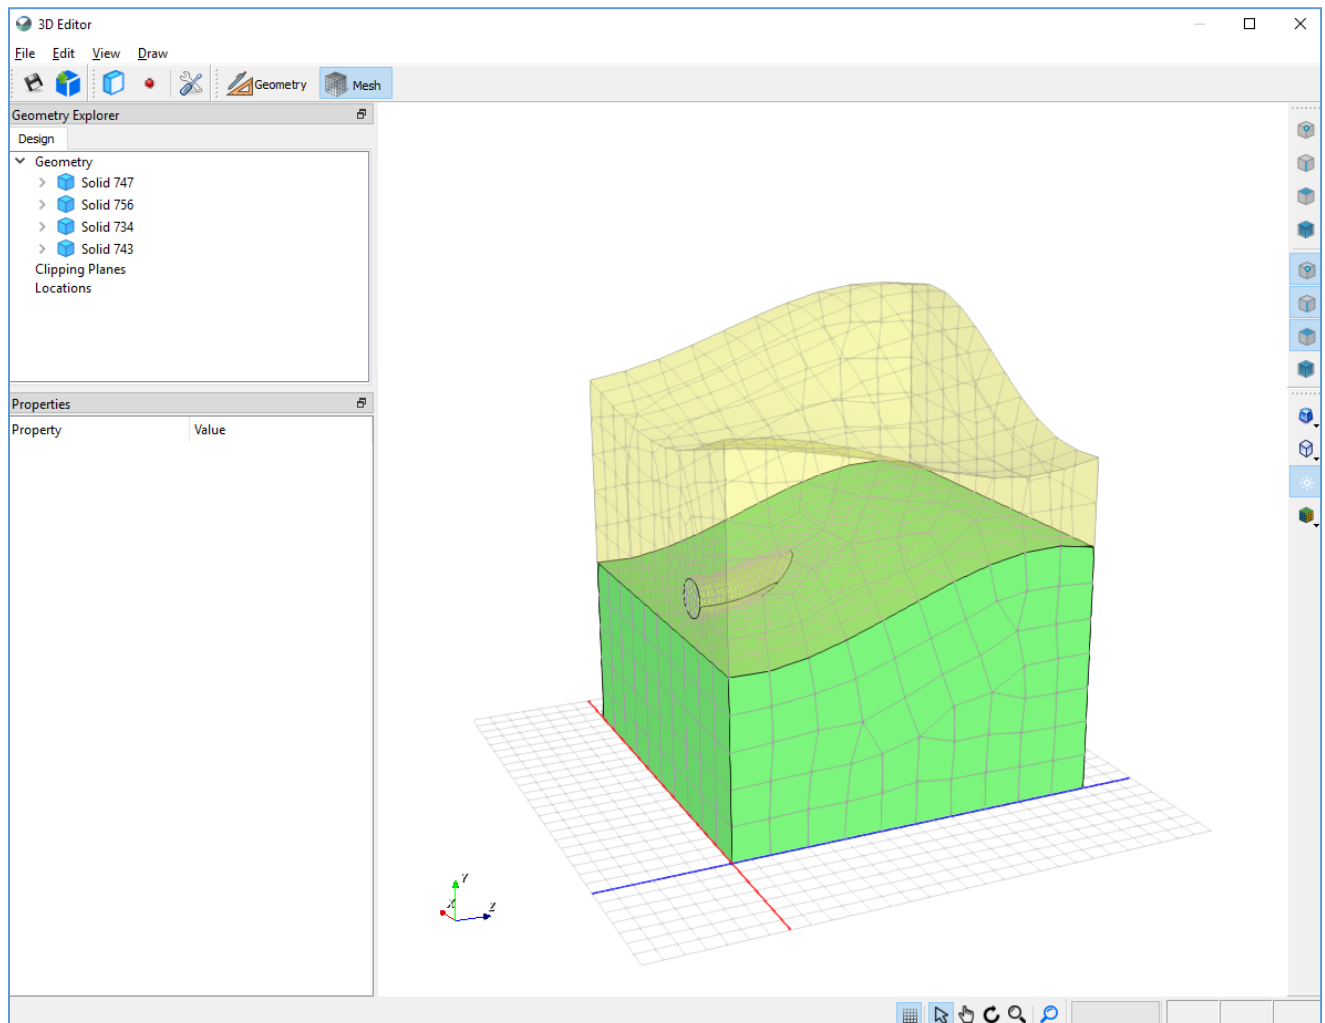 3D Editor
File Edit View Draw
Geometry Mesh
Geometry Explorer
Design
Geometry
Solid 747
Solid 756
Solid 734
Solid 743
Clipping Planes
Locations
Properties
Property Value
Y
X Z